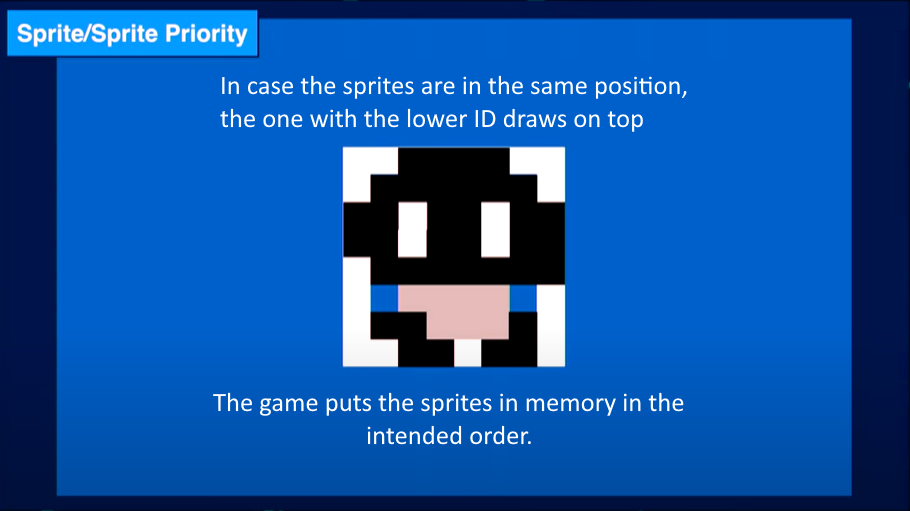 Sprite/Sprite Priority
In case the sprites are in the same position,
the one with the lower ID draws on top
The game puts the sprites in memory in the
intended order.